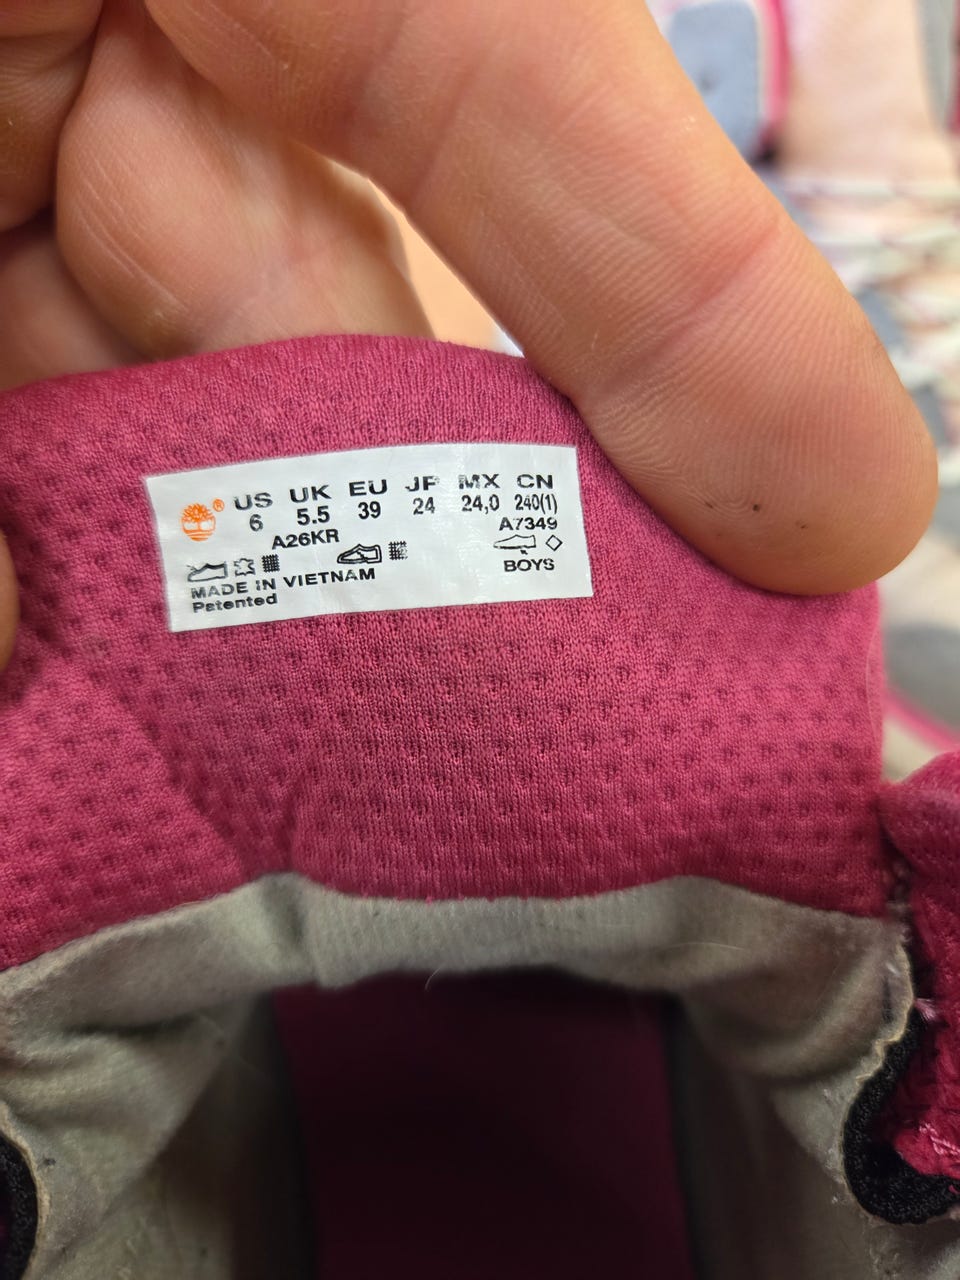 ® US UK EU JP MX CN
6 5.5 39 24 24,0 240(1)
A26KR A7349
MADE IN VIETNAM BOYS
Patented